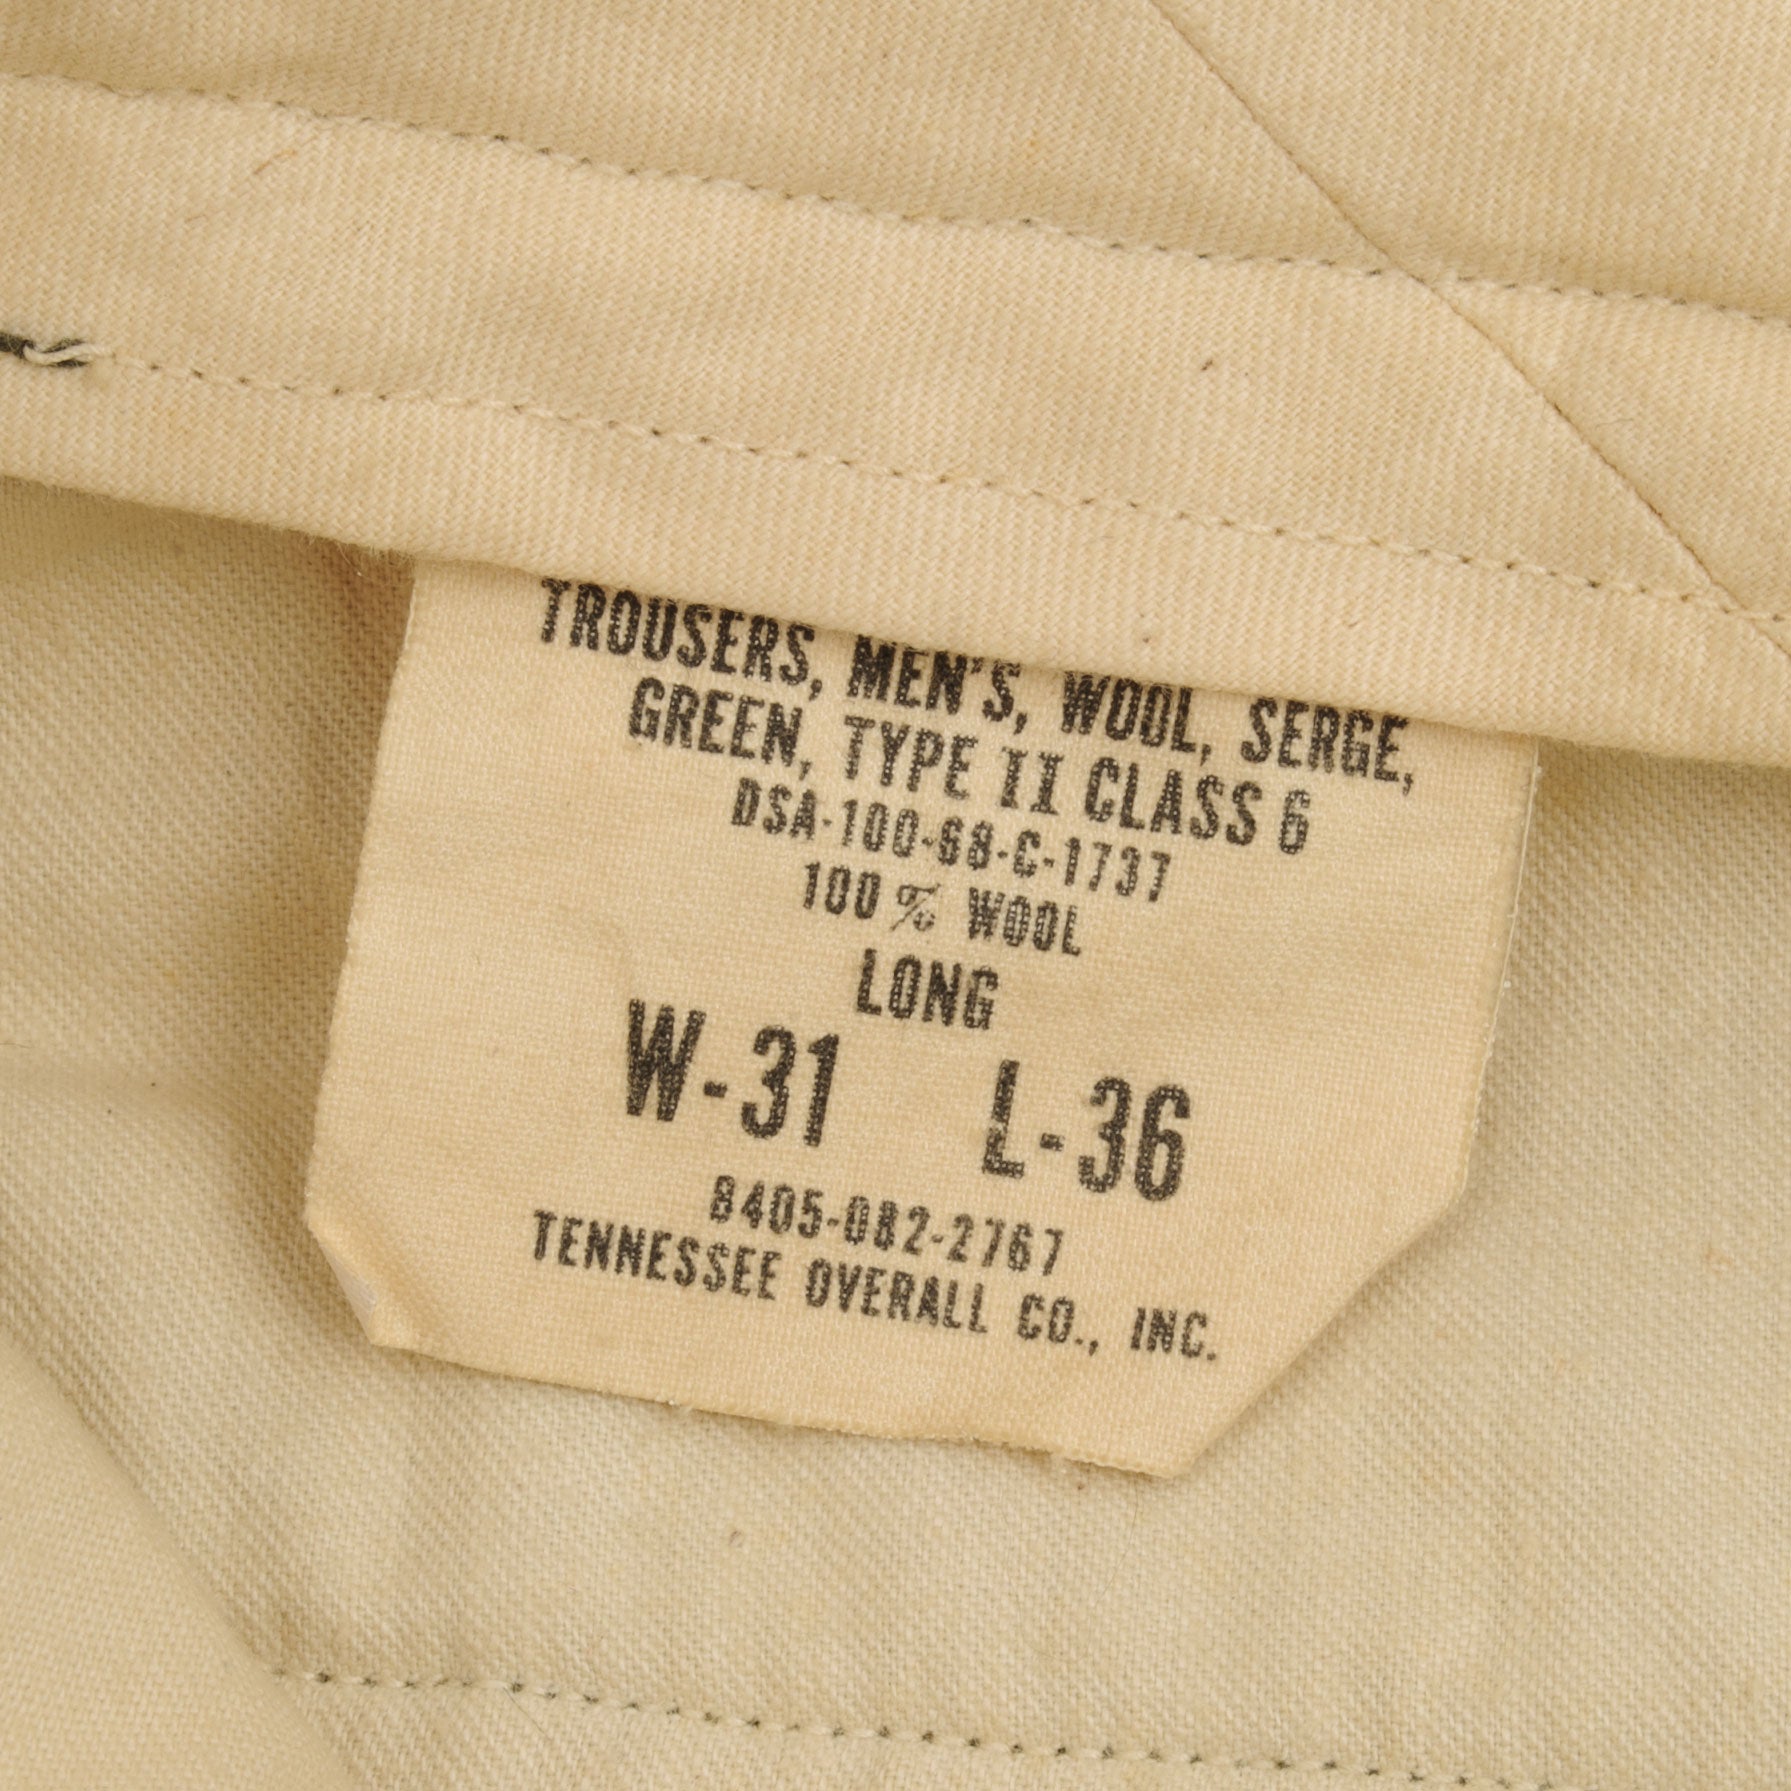 TROUSERS, MEN'S, WOOL, SERGE,
GREEN, TYPE II CLASS 6
DSA-100-68-C-1737
100% WOOL
LONG
W-31 L-36
8405-082-2767
TENNESSEE OVERALL CO., INC.